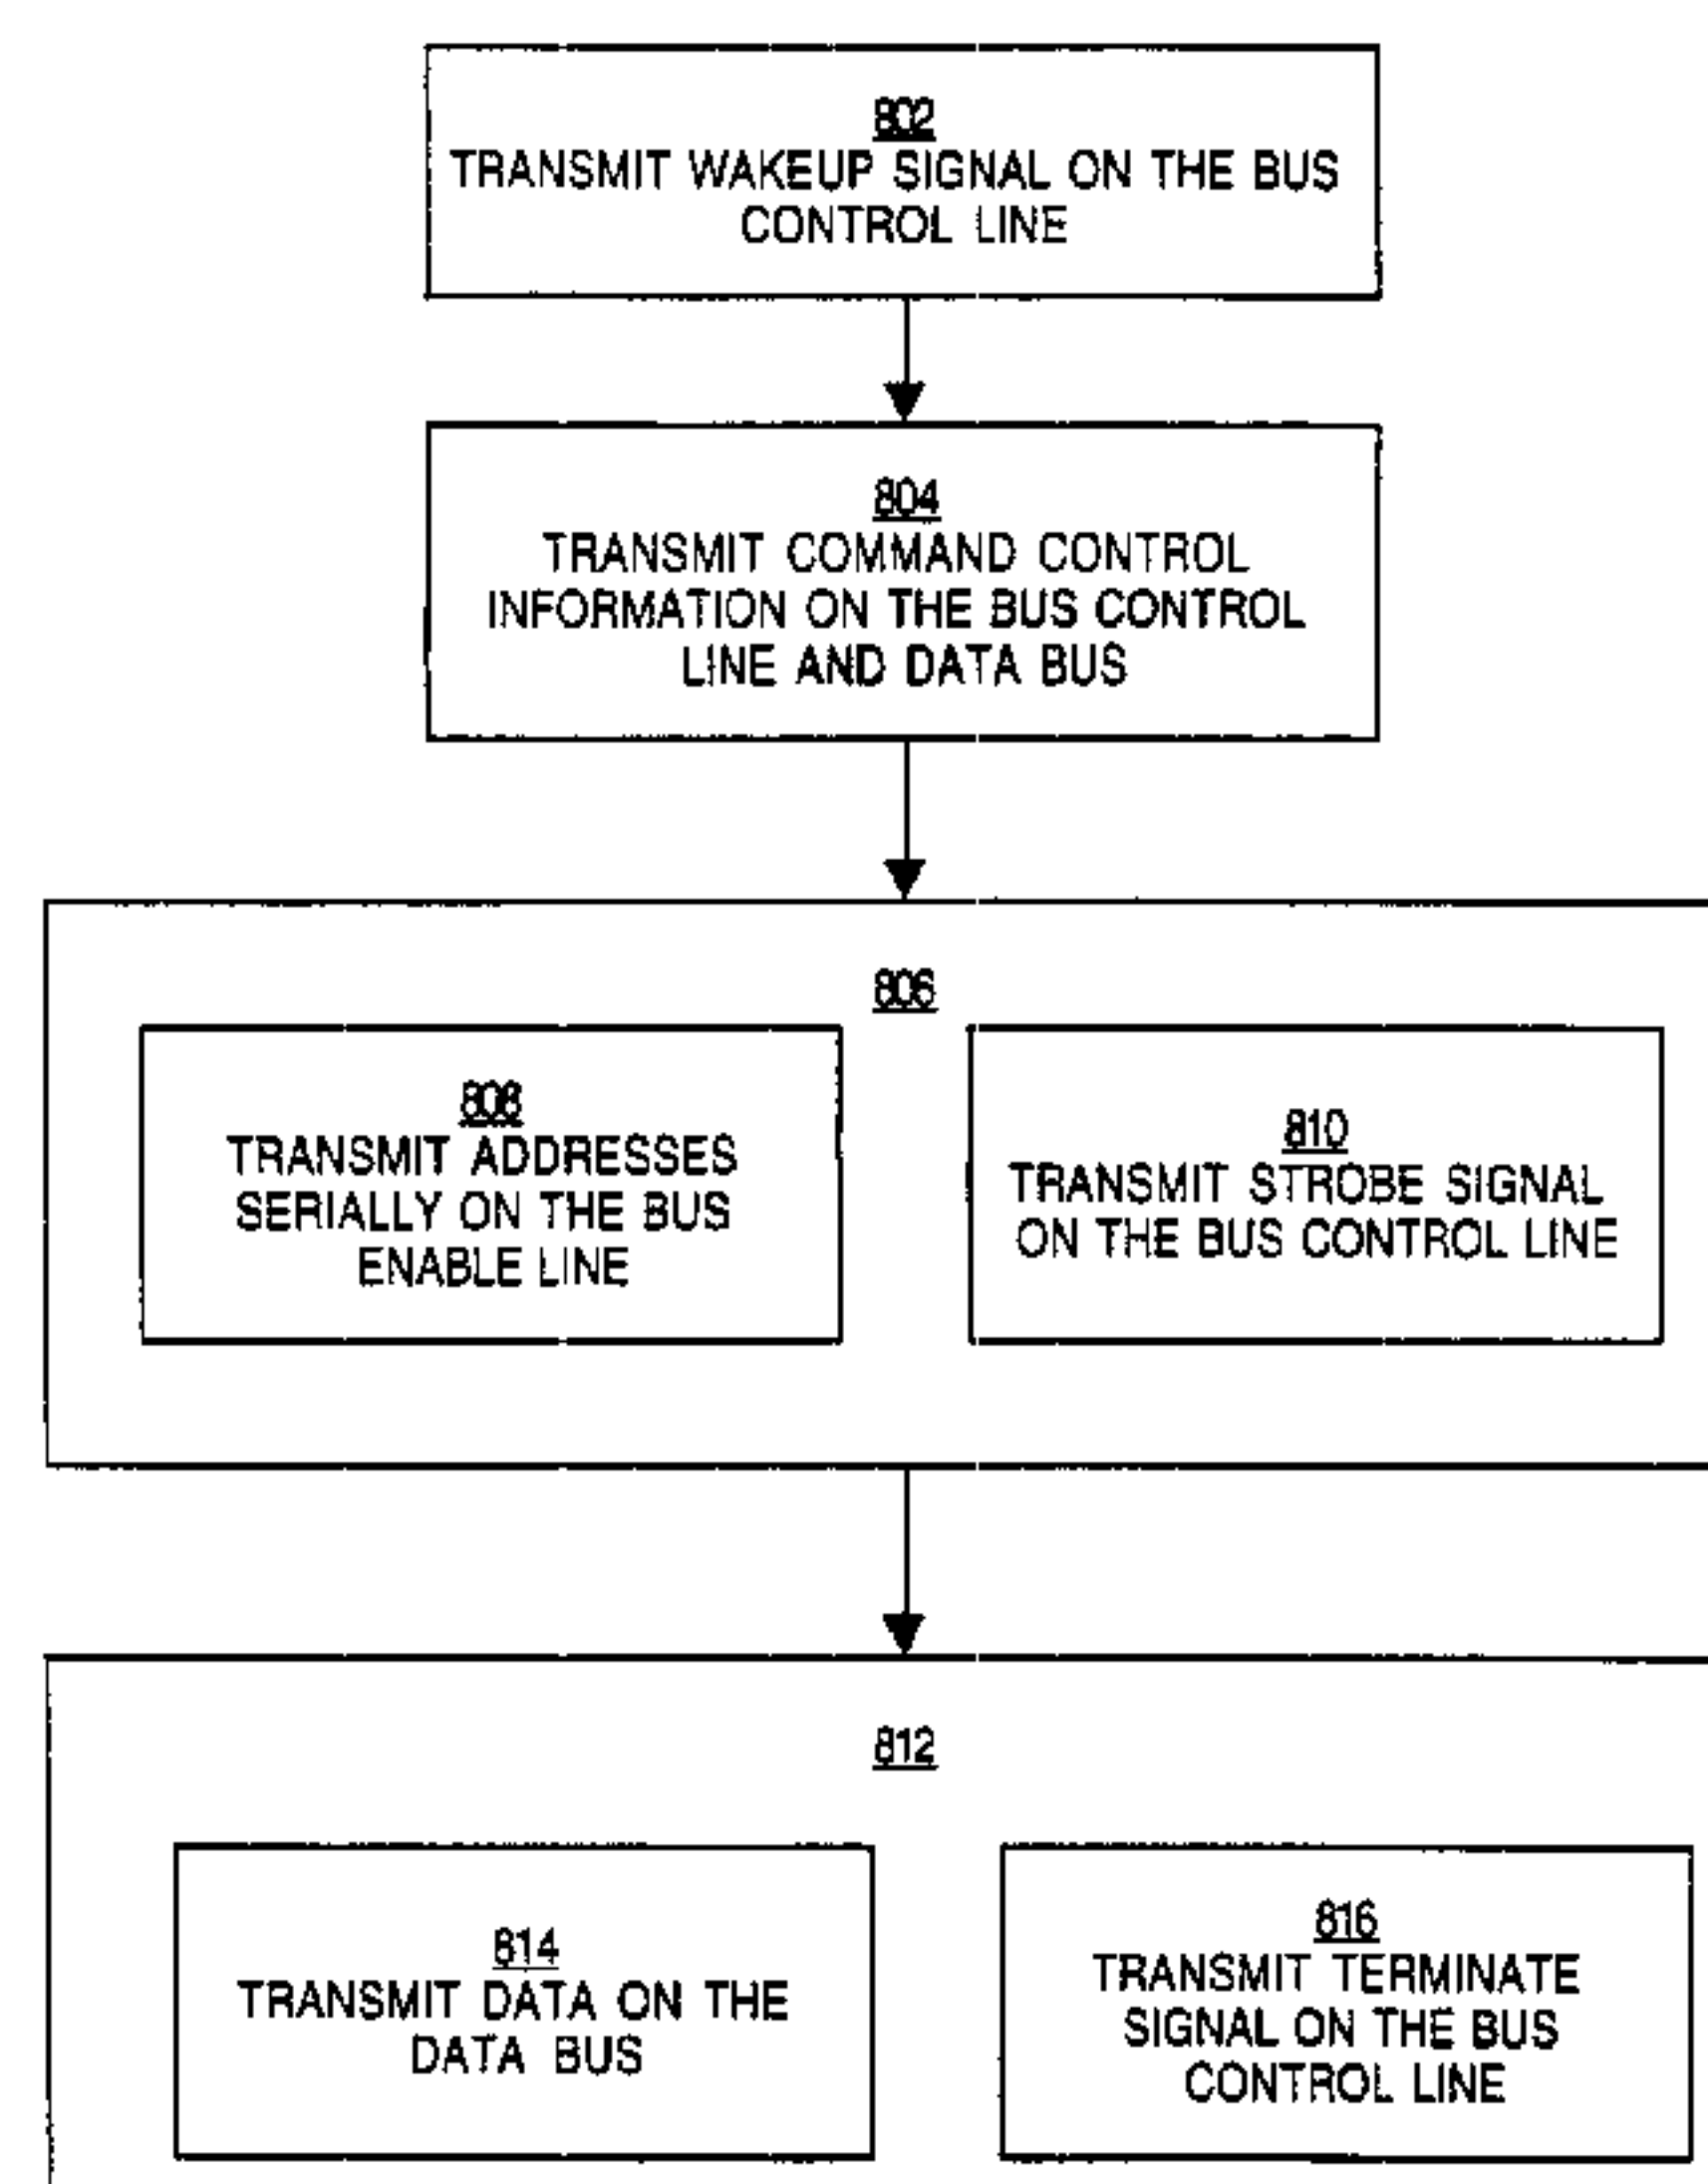 802
TRANSMIT WAKEUP SIGNAL ON THE BUS
CONTROL LINE
804
TRANSMIT COMMAND CONTROL
INFORMATION ON THE BUS CONTROL
LINE AND DATA BUS
806
808
TRANSMIT ADDRESSES
SERIALLY ON THE BUS
ENABLE LINE
810
TRANSMIT STROBE SIGNAL
ON THE BUS CONTROL LINE
812
814
TRANSMIT DATA ON THE
DATA BUS
816
TRANSMIT TERMINATE
SIGNAL ON THE BUS
CONTROL LINE